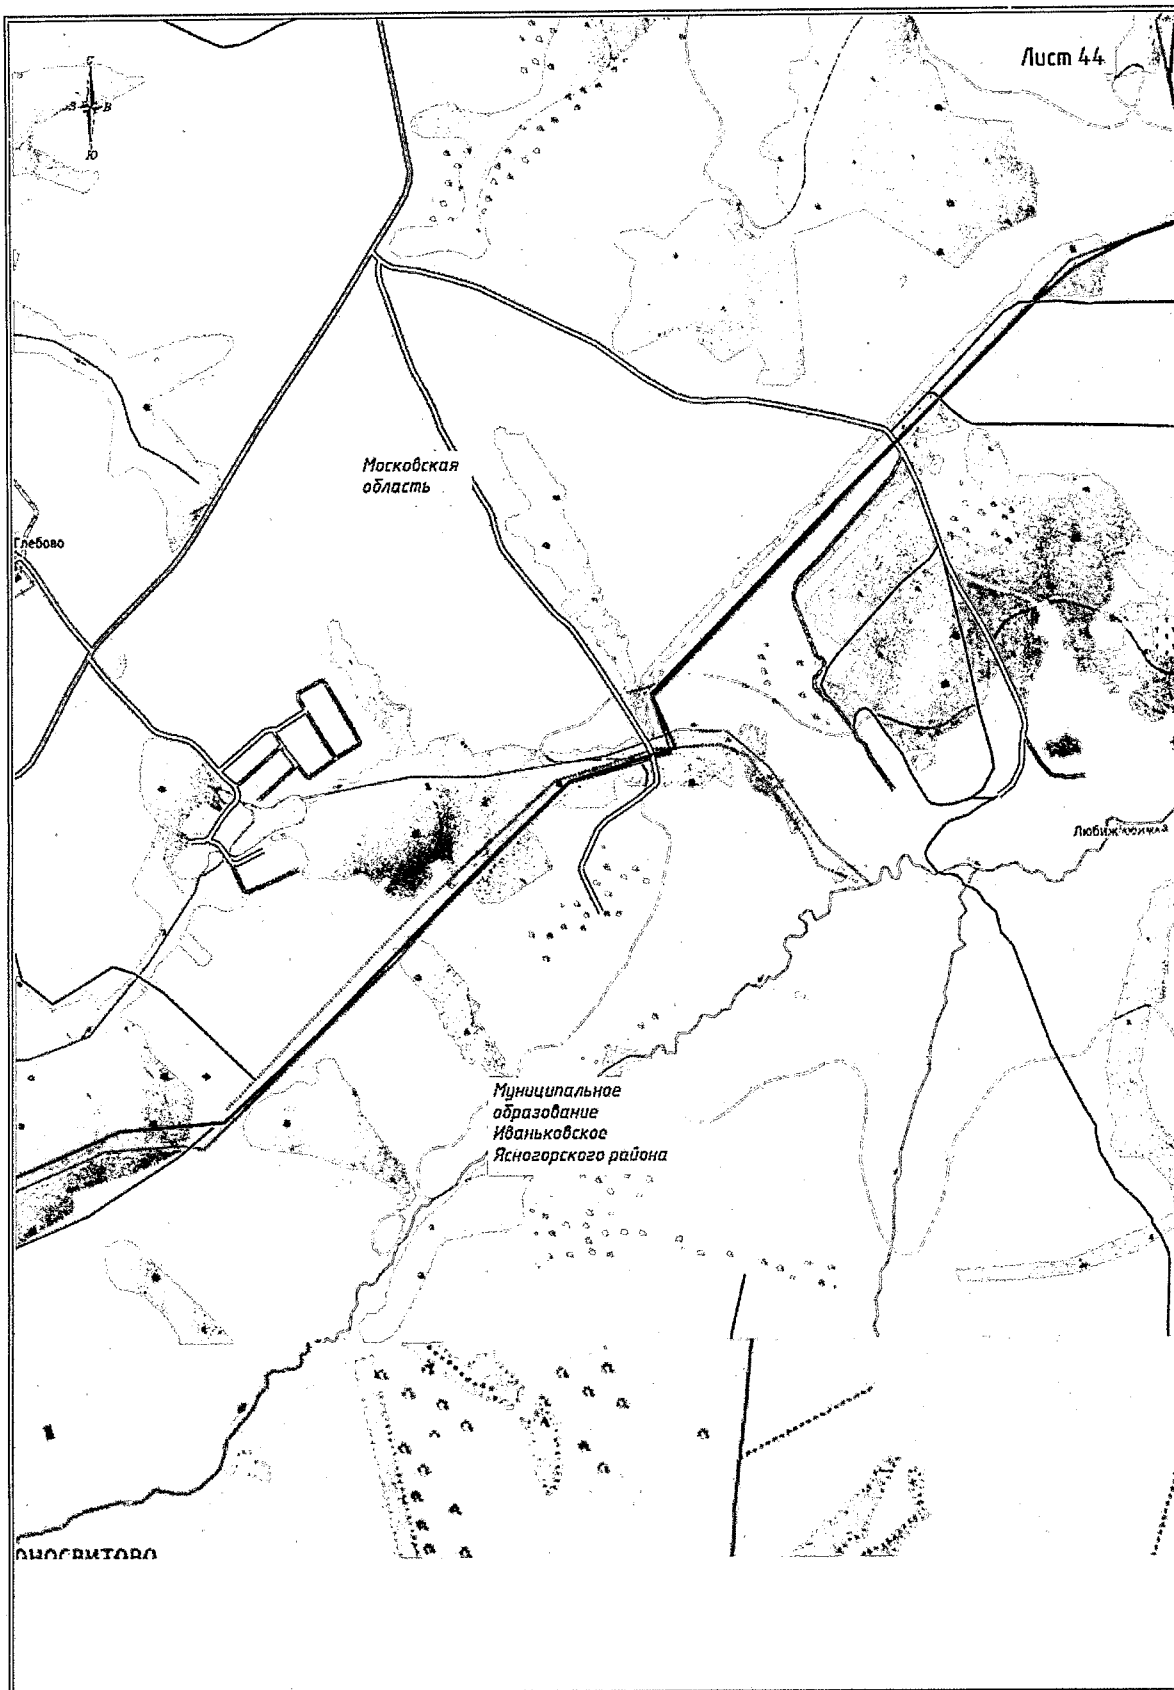 Лист 44
С
З В
Ю
Московская
область
Глебово
Муниципальное
образование
Иваньковское
Ясногорского района